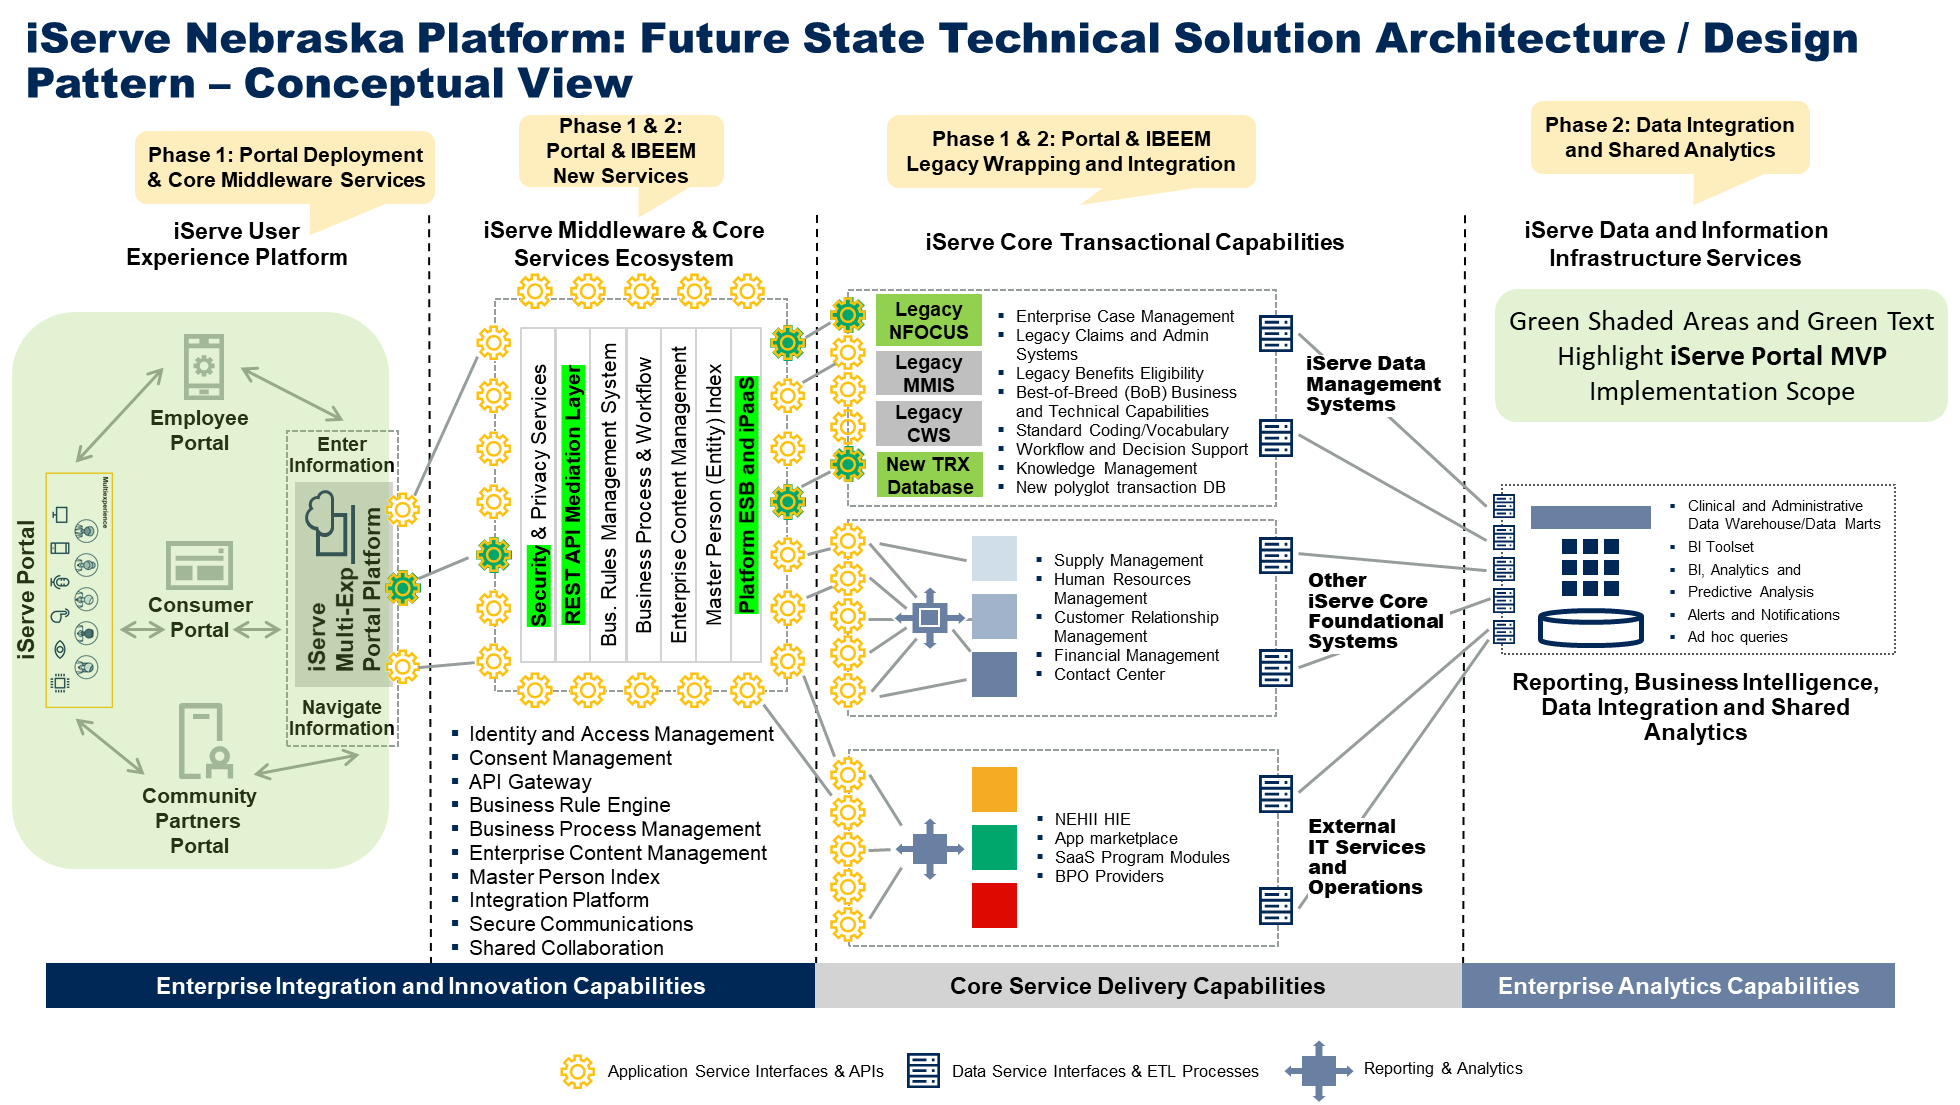 iServe Nebraska Platform: Future State Technical Solution Architecture / Design
Pattern – Conceptual View
Phase 1: Portal Deployment
& Core Middleware Services
Phase 1 & 2:
Portal & IBEEM
New Services
Phase 1 & 2: Portal & IBEEM
Legacy Wrapping and Integration
Phase 2: Data Integration
and Shared Analytics
iServe User
Experience Platform
iServe Middleware & Core
Services Ecosystem
iServe Core Transactional Capabilities
iServe Data and Information
Infrastructure Services
iServe Portal
Multiexperience
Employee
Portal
Consumer
Portal
Community
Partners
Portal
Enter
Information
iServe
Multi-Exp
Portal Platform
Navigate
Information
Security & Privacy Services
REST API Mediation Layer
Bus. Rules Management System
Business Process & Workflow
Enterprise Content Management
Master Person (Entity) Index
Platform ESB and iPaaS
▪ Identity and Access Management
▪ Consent Management
▪ API Gateway
▪ Business Rule Engine
▪ Business Process Management
▪ Enterprise Content Management
▪ Master Person Index
▪ Integration Platform
▪ Secure Communications
▪ Shared Collaboration
Legacy
NFOCUS
Legacy
MMIS
Legacy
CWS
New TRX
Database
▪ Enterprise Case Management
▪ Legacy Claims and Admin
Systems
▪ Legacy Benefits Eligibility
▪ Best-of-Breed (BoB) Business
and Technical Capabilities
▪ Standard Coding/Vocabulary
▪ Workflow and Decision Support
▪ Knowledge Management
▪ New polyglot transaction DB
▪ Supply Management
▪ Human Resources
Management
▪ Customer Relationship
Management
▪ Financial Management
▪ Contact Center
▪ NEHII HIE
▪ App marketplace
▪ SaaS Program Modules
▪ BPO Providers
iServe Data
Management
Systems
Other
iServe Core
Foundational
Systems
External
IT Services
and
Operations
Green Shaded Areas and Green Text
Highlight iServe Portal MVP
Implementation Scope
▪ Clinical and Administrative
Data Warehouse/Data Marts
▪ BI Toolset
▪ BI, Analytics and
▪ Predictive Analysis
▪ Alerts and Notifications
▪ Ad hoc queries
Reporting, Business Intelligence,
Data Integration and Shared
Analytics
Enterprise Integration and Innovation Capabilities
Core Service Delivery Capabilities
Enterprise Analytics Capabilities
Application Service Interfaces & APIs
Data Service Interfaces & ETL Processes
Reporting & Analytics